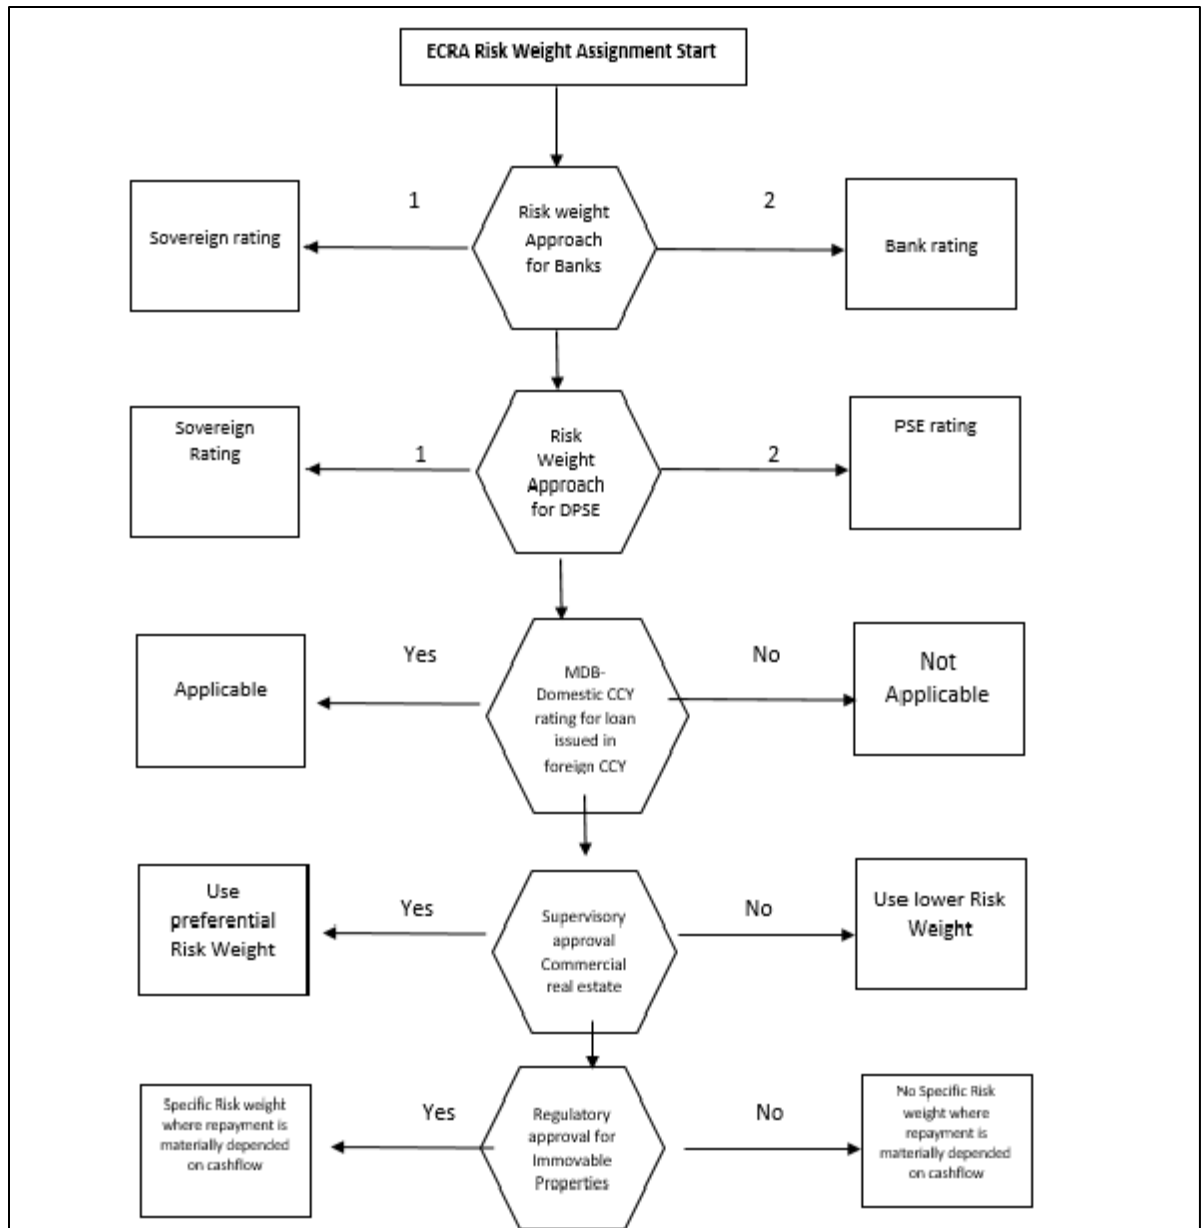 ECRA Risk Weight Assignment Start
1
2
Risk weight
Approach
for Banks
Sovereign rating
Bank rating
Sovereign
Rating
1
Risk
Weight
Approach
for DPSE
2
PSE rating
Applicable
Yes
MDB-
Domestic CCY
rating for loan
issued in
foreign CCY
No
Not
Applicable
Use
preferential
Risk Weight
Yes
Supervisory
approval
Commercial
real estate
No
Use lower Risk
Weight
Specific Risk weight
where repayment is
materially depended
on cashflow
Yes
Regulatory
approval for
Immovable
Properties
No
No Specific Risk
weight where
repayment is
materially depended
on cashflow